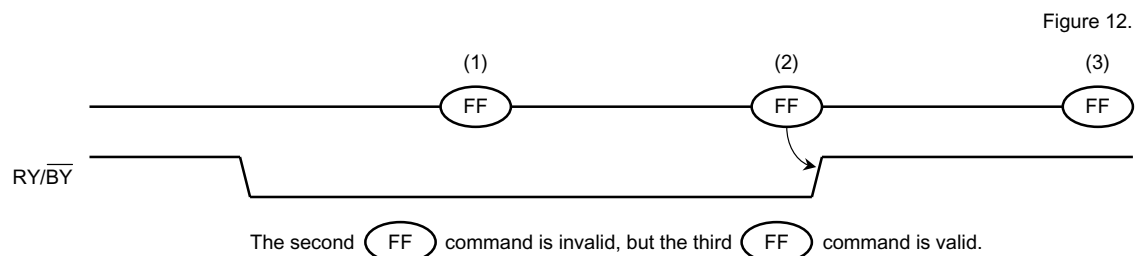 Figure 12.
(1) (2) (3)
FF FF FF
RY/BY
The second FF command is invalid, but the third FF command is valid.